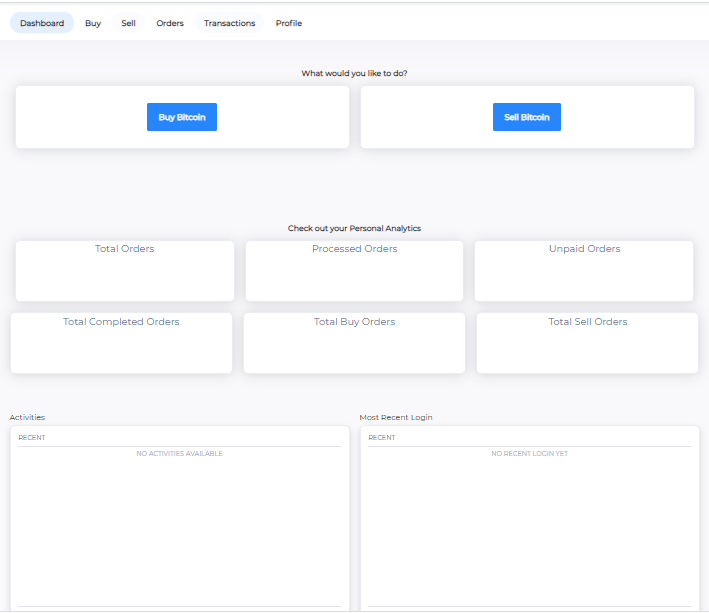 Dashboard Buy Sell Orders Transactions Profile
What would you like to do?
Buy Bitcoin Sell Bitcoin
Check out your Personal Analytics
Total Orders Processed Orders Unpaid Orders
Total Completed Orders Total Buy Orders Total Sell Orders
Activities Most Recent Login
RECENT RECENT
NO ACTIVITIES AVAILABLE NO RECENT LOGIN YET